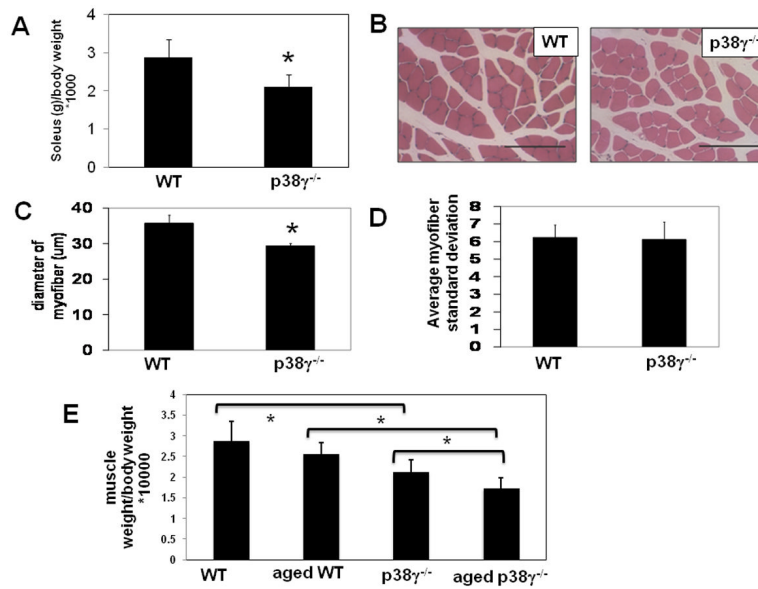 A
Soleus (g)/body weight
*1000
4
3
2
1
0
*
WT
p38γ-/-
B
WT
p38γ-/-
C
diameter of
myofiber (um)
40
30
20
10
0
*
WT
p38γ-/-
D
Average myofiber
standard deviation
8
7
6
5
4
3
2
1
0
WT
p38γ-/-
E
muscle
weight/body weight
*10000
4
3.5
3
2.5
2
1.5
1
0.5
0
*
*
*
WT
aged WT
p38γ-/-
aged p38γ-/-